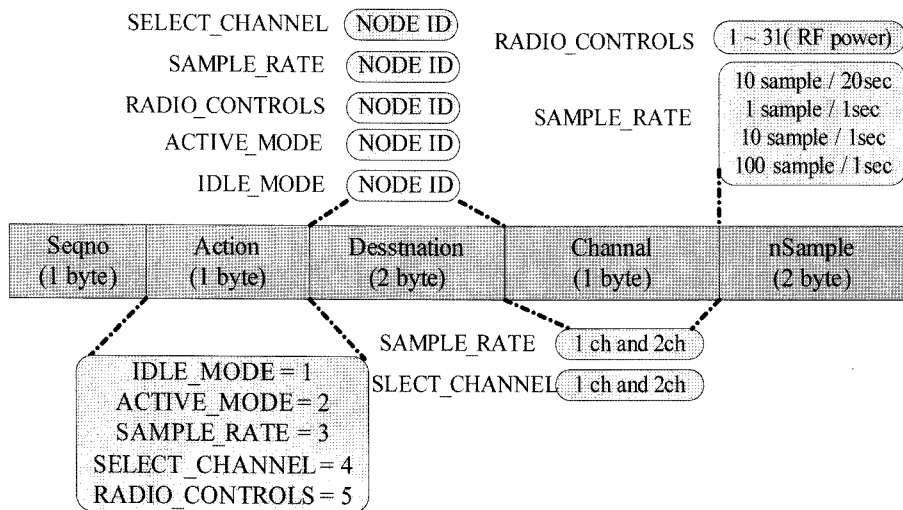 SELECT_CHANNEL NODE ID
SAMPLE_RATE NODE ID
RADIO_CONTROLS NODE ID
ACTIVE_MODE NODE ID
IDLE_MODE NODE ID
RADIO_CONTROLS 1 ~ 31( RF power)
SAMPLE_RATE
10 sample / 20sec
1 sample / 1sec
10 sample / 1sec
100 sample / 1sec
Seqno
(1 byte)
Action
(1 byte)
Desstnation
(2 byte)
Channal
(1 byte)
nSample
(2 byte)
SAMPLE_RATE 1 ch and 2ch
SLECT_CHANNEL 1 ch and 2ch
IDLE_MODE = 1
ACTIVE_MODE = 2
SAMPLE_RATE = 3
SELECT_CHANNEL = 4
RADIO_CONTROLS = 5